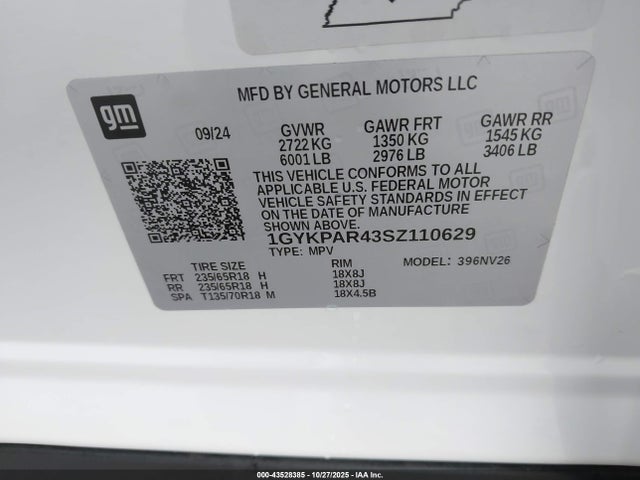 gm
MFD BY GENERAL MOTORS LLC
09/24 GVWR GAWR FRT GAWR RR
2722 KG 1350 KG 1545 KG
6001 LB 2976 LB 3406 LB
THIS VEHICLE CONFORMS TO ALL
APPLICABLE U.S. FEDERAL MOTOR
VEHICLE SAFETY STANDARDS IN EFFECT
ON THE DATE OF MANUFACTURE
SHOWN ABOVE.
1GYKPAR43SZ110629
TYPE: MPV MODEL: 396NV26
TIRE SIZE RIM
FRT 235/65R18 H 18X8J
RR 235/65R18 H 18X8J
SPA T135/70R18 M 18X4.5B
000-43528385 - 10/27/2025 - Copyright © 2025 IAA, Inc.